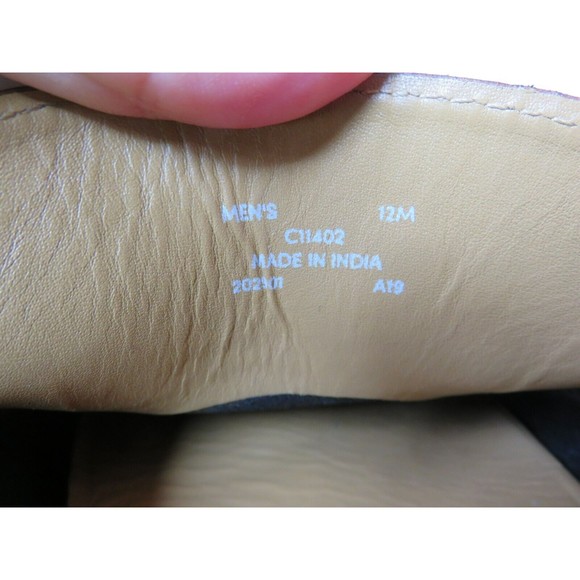 MEN'S 12M
C11402
MADE IN INDIA
A19